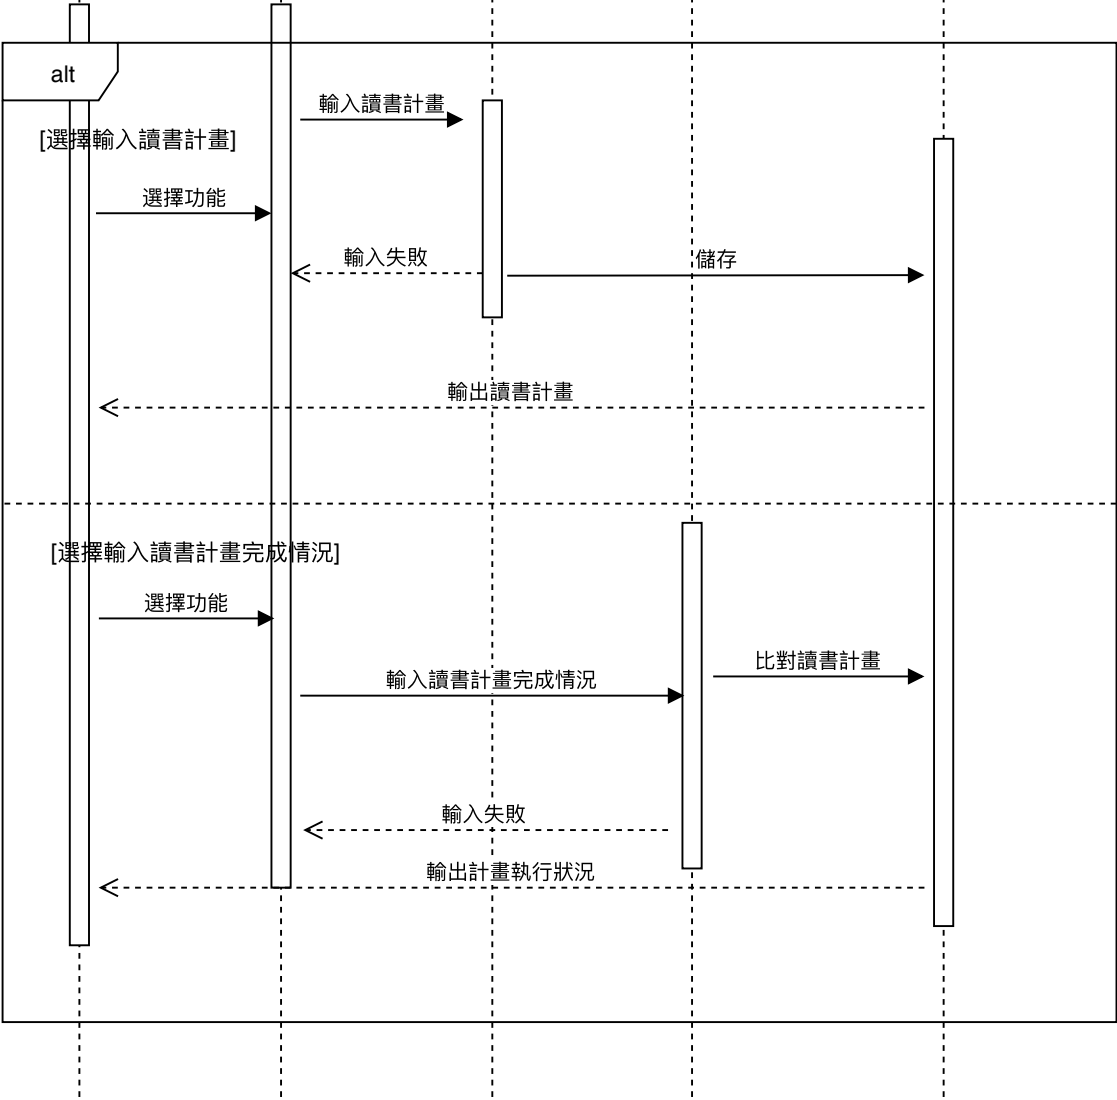 alt
輸入讀書計畫
[選擇輸入讀書計畫]
選擇功能
輸入失敗
儲存
輸出讀書計畫
[選擇輸入讀書計畫完成情況]
選擇功能
比對讀書計畫
輸入讀書計畫完成情況
輸入失敗
輸出計畫執行狀況